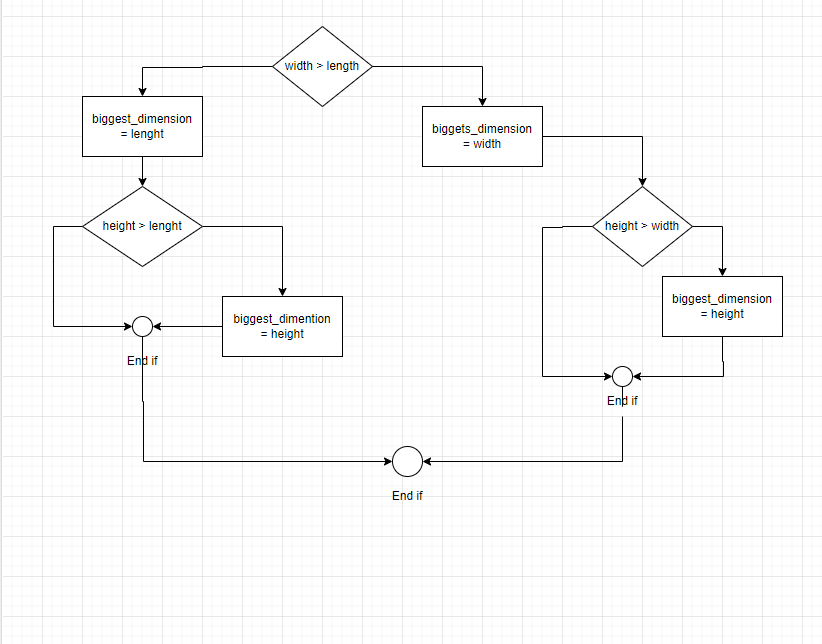 width > length
biggest_dimension
= lenght
biggets_dimension
= width
height > lenght
height > width
biggest_dimention
= height
biggest_dimension
= height
End if
End if
End if